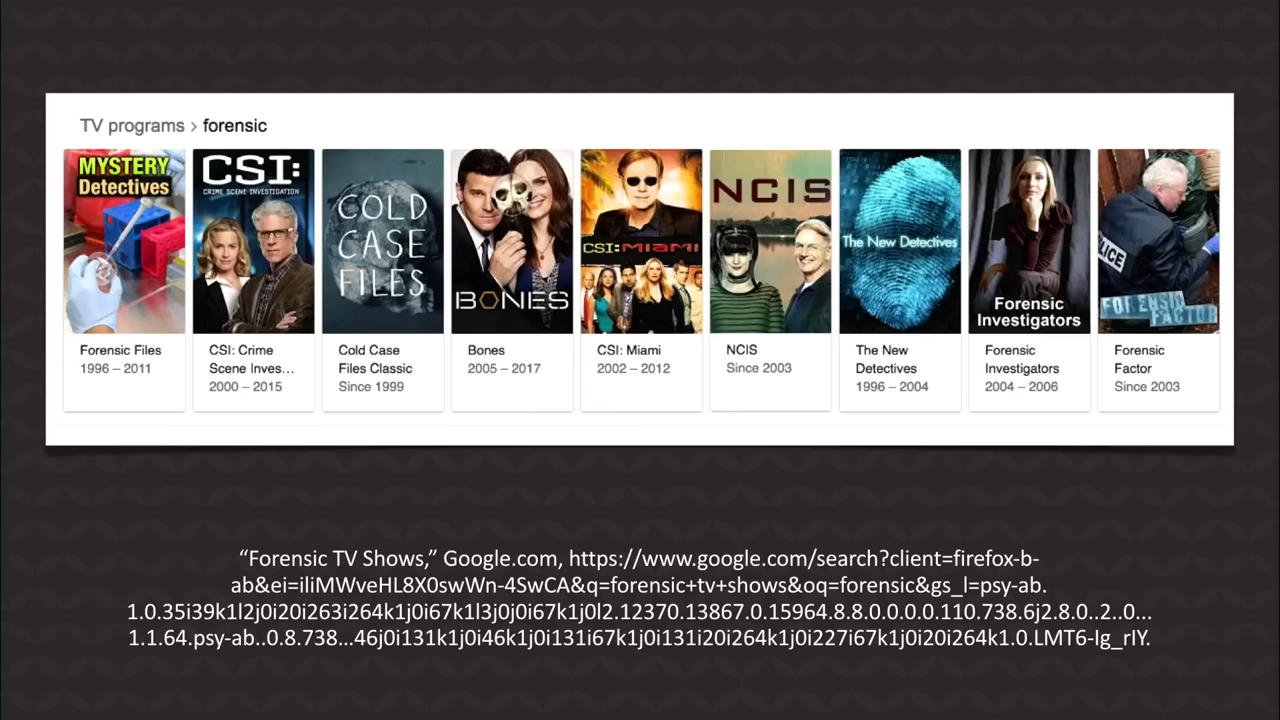 TV programs > forensic
MYSTERY
Detectives
Forensic Files
1996 – 2011
CSI:
CRIME SCENE INVESTIGATION
CSI: Crime
Scene Inves...
2000 – 2015
COLD
CASE
FILES
Cold Case
Files Classic
Since 1999
BONES
Bones
2005 – 2017
CSI: MIAMI
CSI: Miami
2002 – 2012
NCIS
NCIS
Since 2003
The New Detectives
The New
Detectives
1996 – 2004
Forensic
Investigators
Forensic
Investigators
2004 – 2006
POLICE
FORENSIC
FACTOR
Forensic
Factor
Since 2003
“Forensic TV Shows,” Google.com, https://www.google.com/search?client=firefox-b-
ab&ei=iliMWveHL8X0swWn-4SwCA&q=forensic+tv+shows&oq=forensic&gs_l=psy-ab.
1.0.35i39k1l2j0i20i263i264k1j0i67k1l3j0j0i67k1j0l2.12370.13867.0.15964.8.8.0.0.0.0.110.738.6j2.8.0..2..0...
1.1.64.psy-ab..0.8.738...46j0i131k1j0i46k1j0i131i67k1j0i131i20i264k1j0i227i67k1j0i20i264k1.0.LMT6-Ig_rIY.